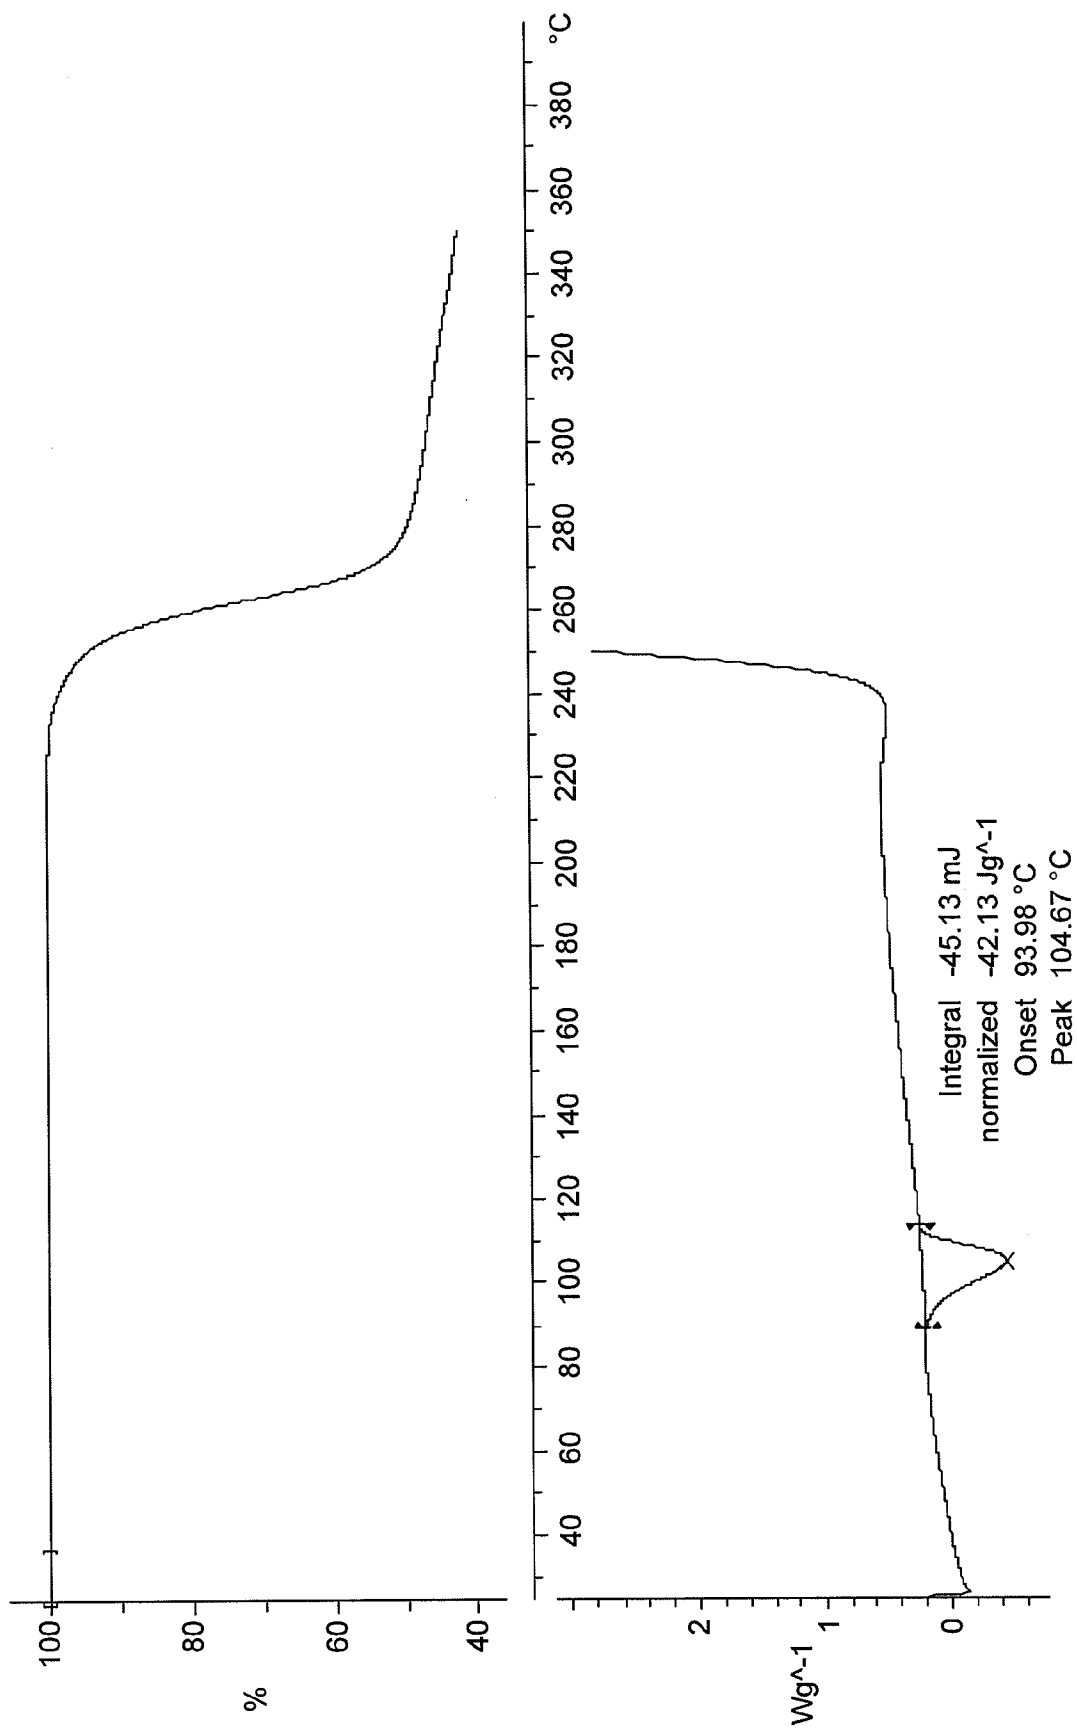 100
80
60
40
%
40 60 80 100 120 140 160 180 200 220 240 260 280 300 320 340 360 380 °C
2
1
0
Wg^-1
Integral -45.13 mJ
normalized -42.13 Jg^-1
Onset 93.98 °C
Peak 104.67 °C